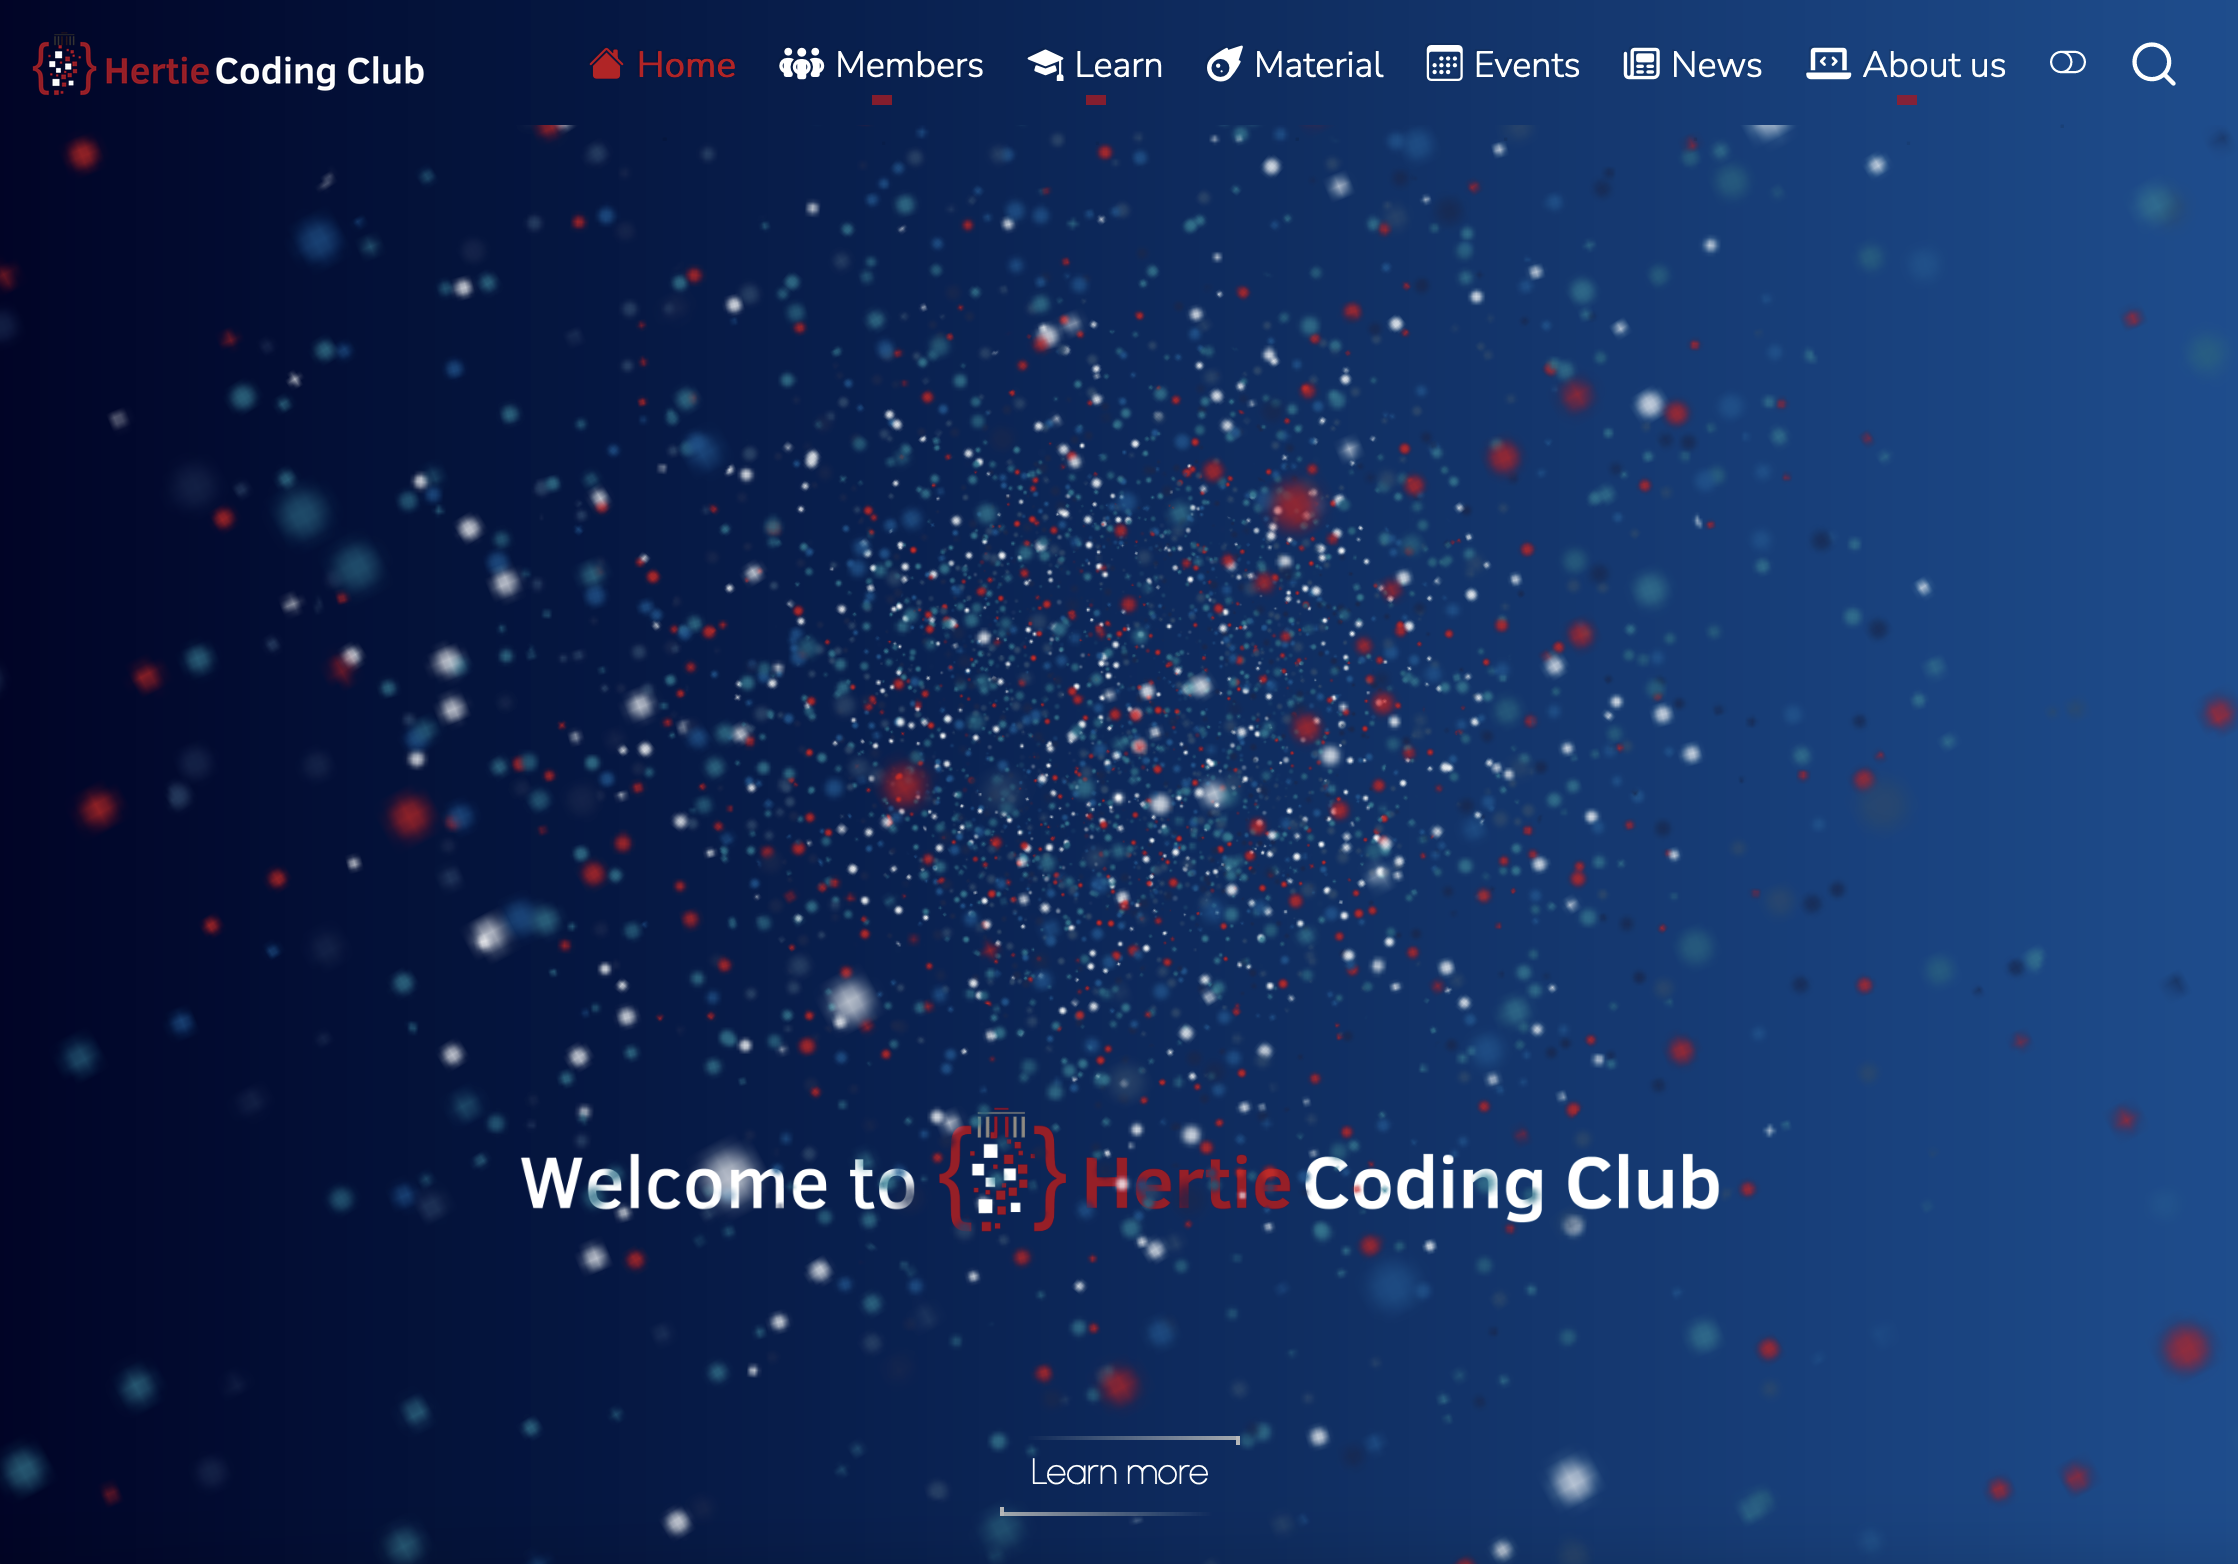 Hertie Coding Club
Home Members Learn Material Events News About us
Welcome to Hertie Coding Club
Learn more